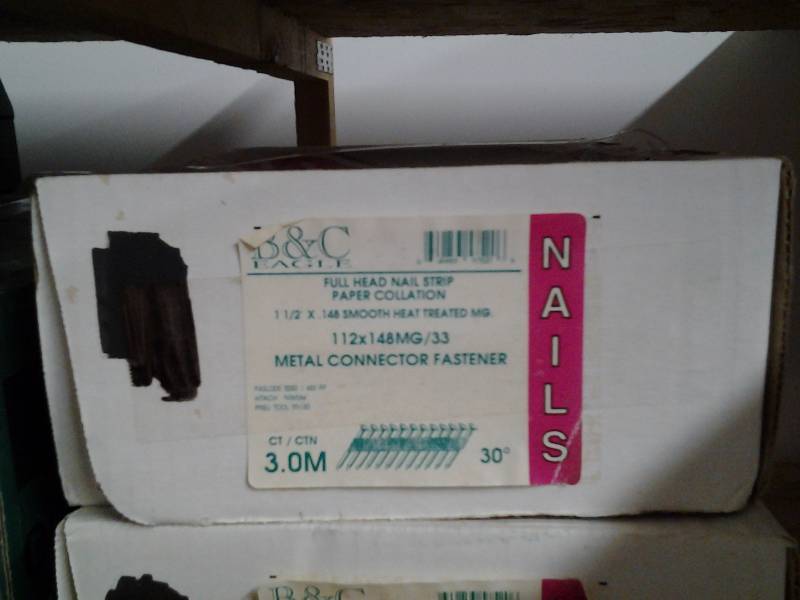 B&C
EAGLE
FULL HEAD NAIL STRIP
PAPER COLLATION
1 1/2' X .148 SMOOTH HEAT TREATED MG.
112x148MG/33
METAL CONNECTOR FASTENER
CT / CTN
3.0M
30°
NAILS
B&C